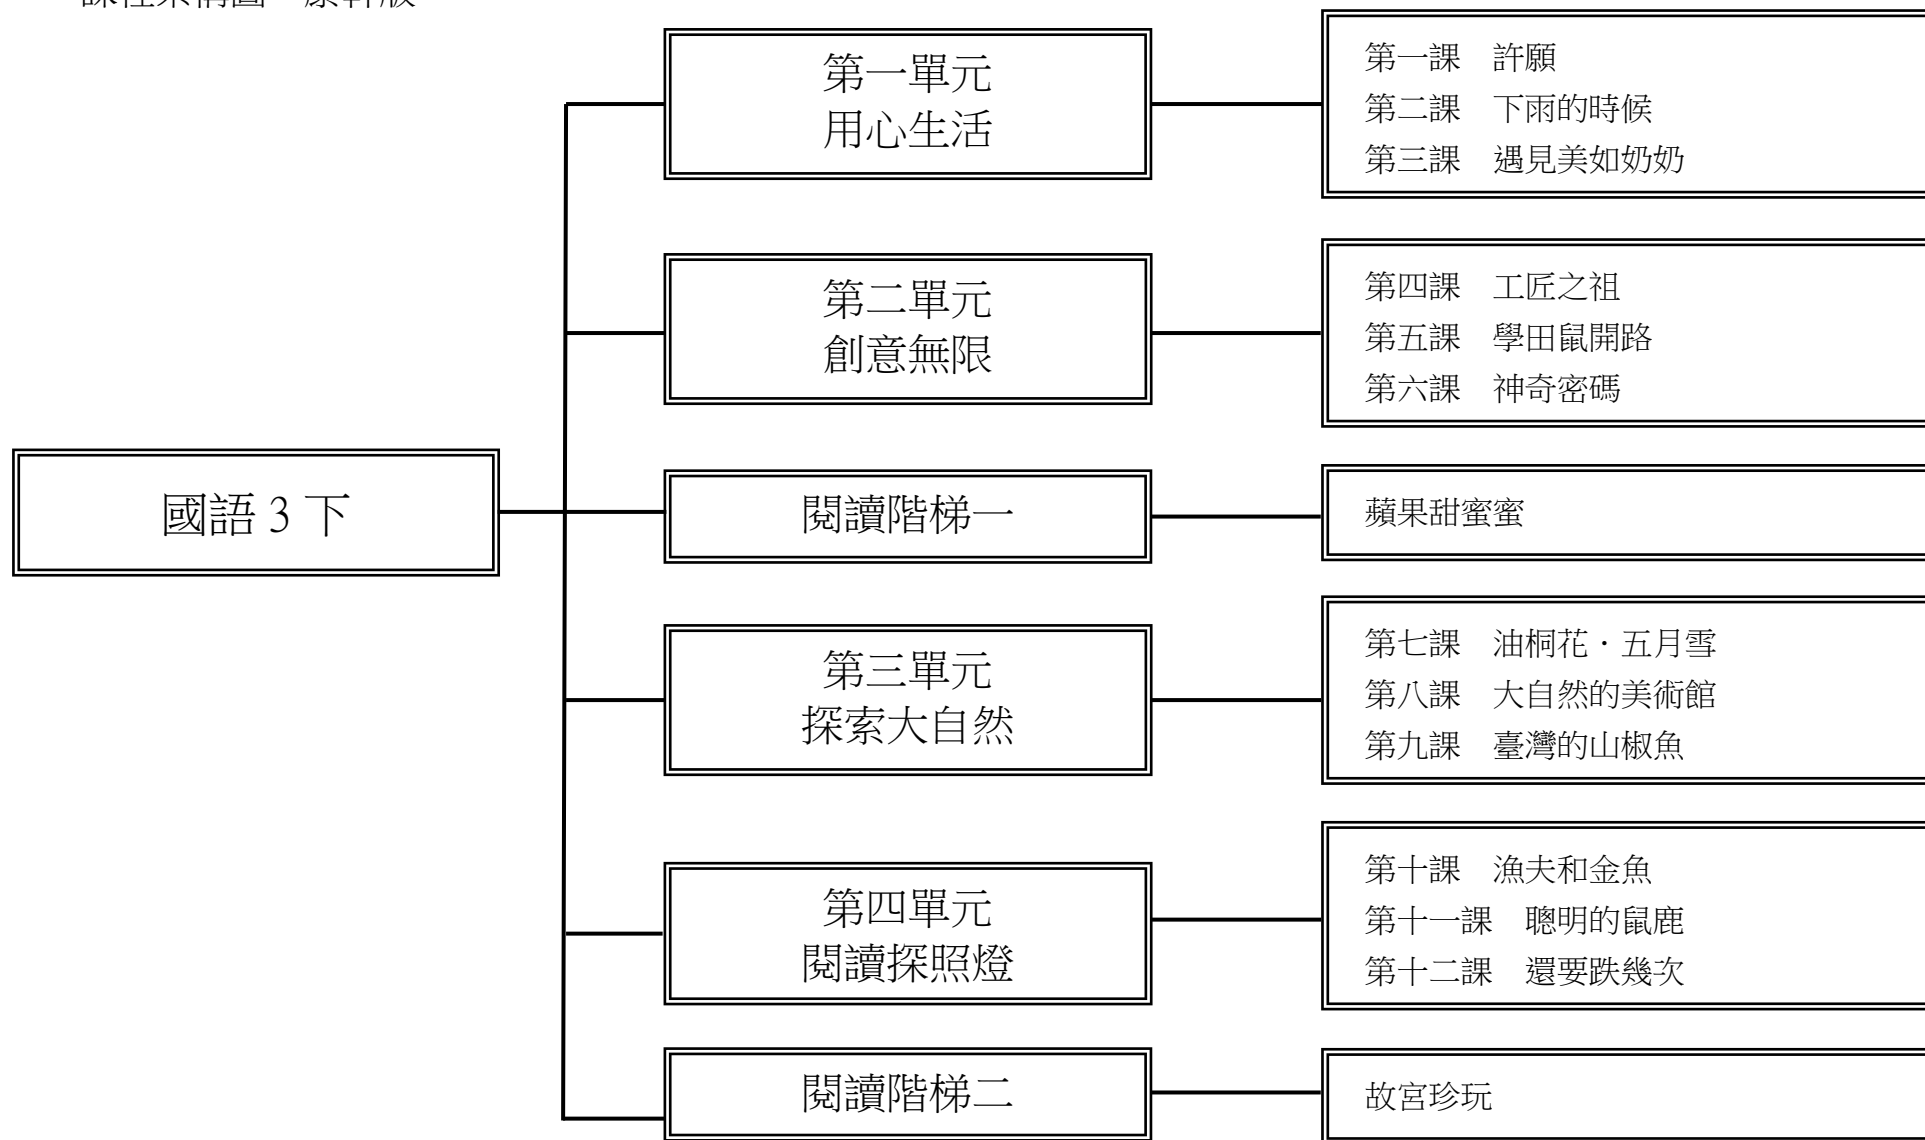 國語 3 下
第一單元
用心生活
第一課　許願
第二課　下雨的時候
第三課　遇見美如奶奶
第二單元
創意無限
第四課　工匠之祖
第五課　學田鼠開路
第六課　神奇密碼
閱讀階梯一
蘋果甜蜜蜜
第三單元
探索大自然
第七課　油桐花．五月雪
第八課　大自然的美術館
第九課　臺灣的山椒魚
第四單元
閱讀探照燈
第十課　漁夫和金魚
第十一課　聰明的鼠鹿
第十二課　還要跌幾次
閱讀階梯二
故宮珍玩